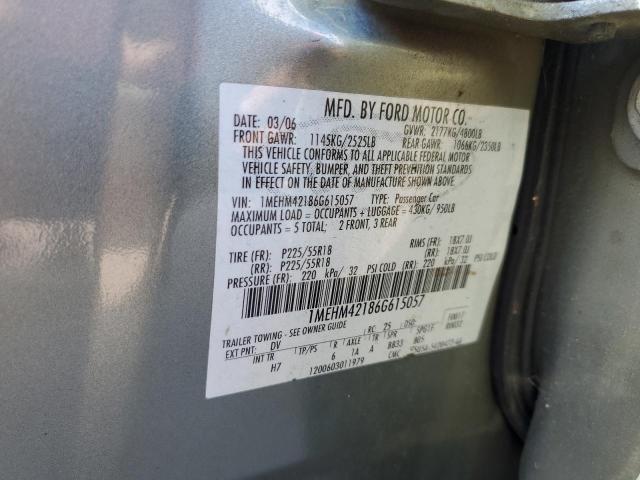 MFD. BY FORD MOTOR CO.
DATE: 03/06 GVWR: 2177KG/4800LB
FRONT GAWR: 1145KG/2525LB REAR GAWR: 1066KG/2350LB
THIS VEHICLE CONFORMS TO ALL APPLICABLE FEDERAL MOTOR
VEHICLE SAFETY, BUMPER, AND THEFT PREVENTION STANDARDS
IN EFFECT ON THE DATE OF MANUFACTURE SHOWN ABOVE.
VIN: 1MEHM42186G615057 TYPE: Passenger Car
MAXIMUM LOAD = OCCUPANTS + LUGGAGE = 430KG/ 950LB
OCCUPANTS = 5 TOTAL: 2 FRONT, 3 REAR
TIRE (FR): P225/55R18 RIMS (FR): 18X7.0J
(RR): P225/55R18 (RR): 18X7.0J
PRESSURE (FR): 220 kPa/ 32 PSI COLD (RR): 220 kPa/ 32 PSI COLD
1MEHM42186G615057
TRAILER TOWING - SEE OWNER GUIDE
RC: 25 DSO:
EXT PNT: DV
INT TR TP/PS R AXLE TR SPR
H7 6 1A A BB33
1200603011979